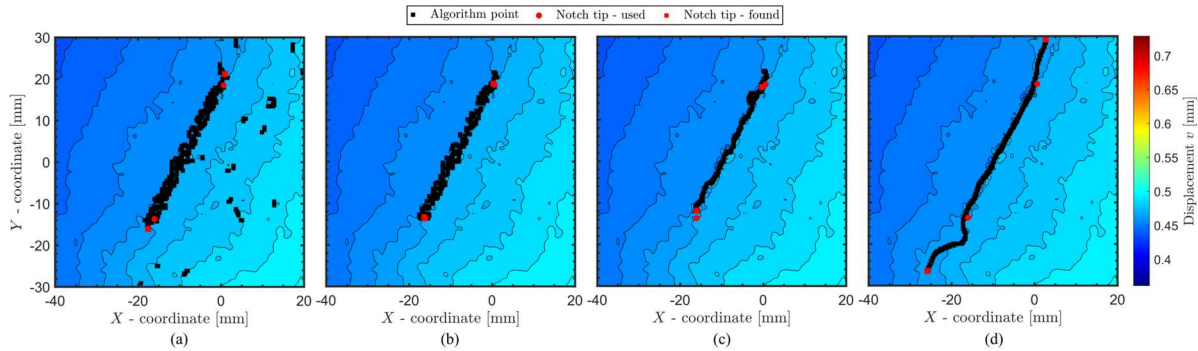 Algorithm point Notch tip - used Notch tip - found
30
20
10
0
-10
-20
-30
Y - coordinate [mm]
-40 -20 0 20
X - coordinate [mm]
(a)
-40 -20 0 20
X - coordinate [mm]
(b)
-40 -20 0 20
X - coordinate [mm]
(c)
-40 -20 0 20
X - coordinate [mm]
(d)
0.7
0.65
0.6
0.55
0.5
0.45
0.4
Displacement v [mm]